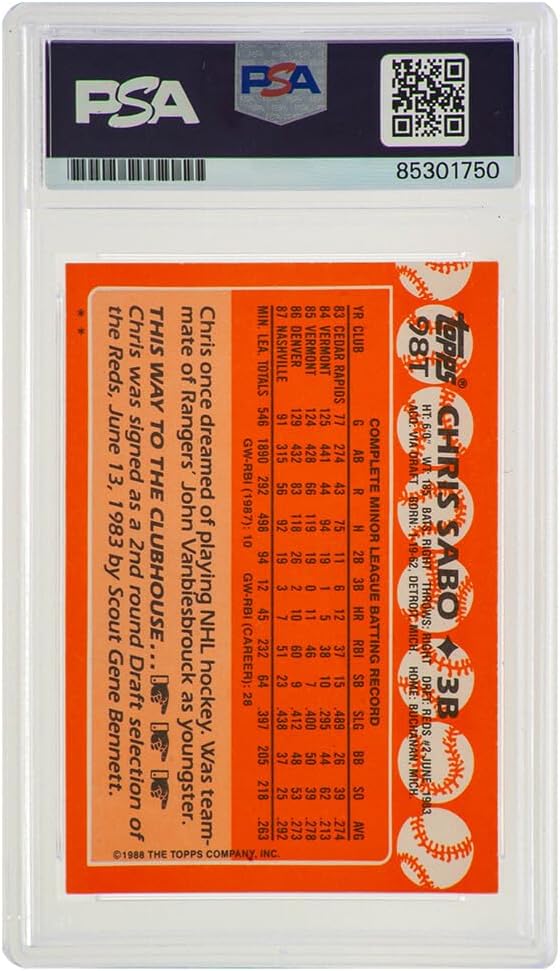 PSA
PSA
85301750
topps®
98T
CHRIS SABO ♦ 3B
HT: 6'0" WT: 185 BATS: RIGHT THROWS: RIGHT DRFT: REDS #2-JUNE, 1983
ACQ: VIA DRAFT BORN: 1-19-62, DETROIT, MICH. HOME: BUCHANAN, MICH.
COMPLETE MINOR LEAGUE BATTING RECORD
YR CLUB G AB R H 2B 3B HR RBI SB SLG BB SO AVG
83 CEDAR RAPIDS 77 274 43 75 11 6 12 37 15 .489 26 39 .274
84 VERMONT 125 441 44 94 19 1 5 38 10 .295 44 62 .213
85 VERMONT 124 428 66 119 19 0 11 46 7 .400 50 39 .278
86 DENVER 129 432 83 118 26 2 10 60 9 .412 48 53 .273
87 NASHVILLE 91 315 56 92 19 3 7 51 23 .438 37 25 .292
MIN. LEA. TOTALS 546 1890 292 498 94 12 45 232 64 .397 205 218 .263
GW-RBI (1987): 10 GW-RBI (CAREER): 28
Chris once dreamed of playing NHL hockey. Was team-
mate of Rangers' John Vanbiesbrouck as youngster.
THIS WAY TO THE CLUBHOUSE...
Chris was signed as a 2nd round Draft selection of
the Reds, June 13, 1983 by Scout Gene Bennett.
* *
©1988 THE TOPPS COMPANY, INC.